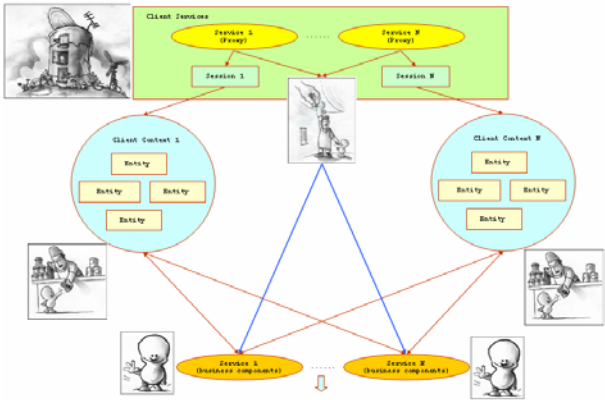 Client Services
Service 1
(Proxy)
......
Service N
(Proxy)
Session 1
Session N
Client Context 1
Entity
Entity
Entity
Entity
Client Context N
Entity
Entity
Entity
Entity
Service 1
(business components)
......
Service N
(business components)